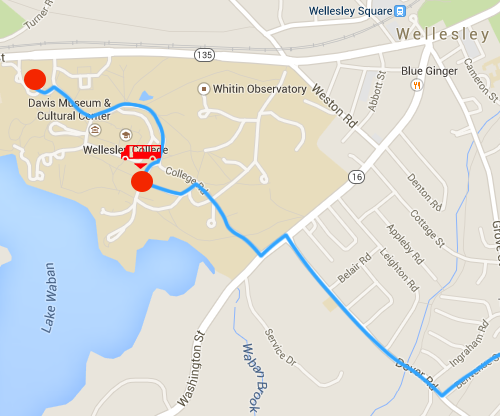 Turner R
Wellesley Square
Wellesley
135
st
Blue Ginger
Abbott St
Cameron St
Whitin Observatory
Weston Rd
Davis Museum &
Cultural Center
Wellesley College
College Rd
16
Denton Rd
Cottage St
Grove
Appleby Rd
Leighton Rd
Belair Rd
Lake Waban
Washington St
Service Dr
Waban Brook
Dover Rd
Ingraham Rd
Benvenue S